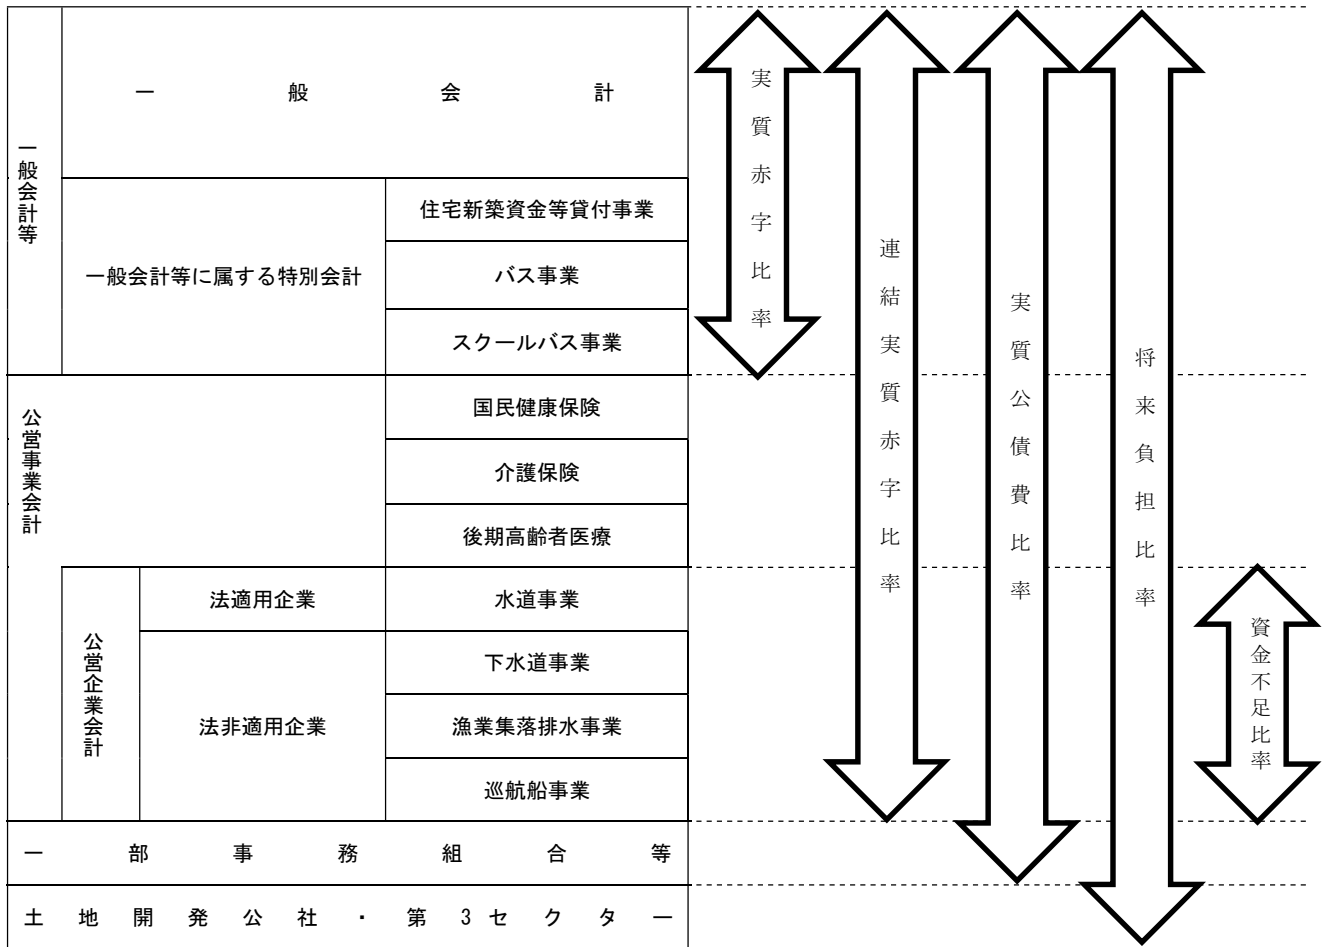 一般会計等
一般会計
一般会計等に属する特別会計
住宅新築資金等貸付事業
バス事業
スクールバス事業
公営事業会計
国民健康保険
介護保険
後期高齢者医療
公営企業会計
法適用企業
水道事業
法非適用企業
下水道事業
漁業集落排水事業
巡航船事業
一部事務組合等
土地開発公社・第3セクター
実質赤字比率
連結実質赤字比率
実質公債費比率
将来負担比率
資金不足比率